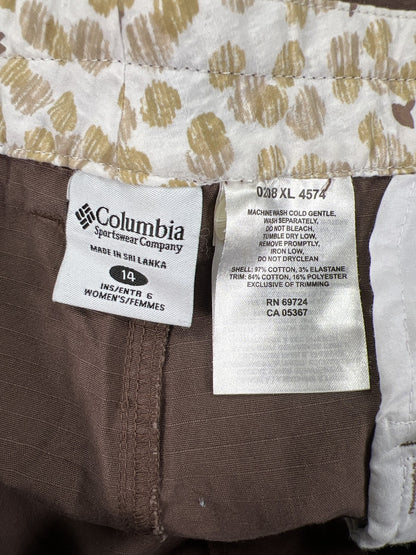 Columbia
Sportswear Company
MADE IN SRI LANKA
14
INS/ENTR 6
WOMEN'S/FEMMES
0208 XL 4574
MACHINE WASH COLD GENTLE,
WASH SEPARATELY,
DO NOT BLEACH,
TUMBLE DRY LOW,
REMOVE PROMPTLY,
IRON LOW,
DO NOT DRYCLEAN
SHELL: 97% COTTON, 3% ELASTANE
TRIM: 84% COTTON, 16% POLYESTER
EXCLUSIVE OF TRIMMING
RN 69724
CA 05367